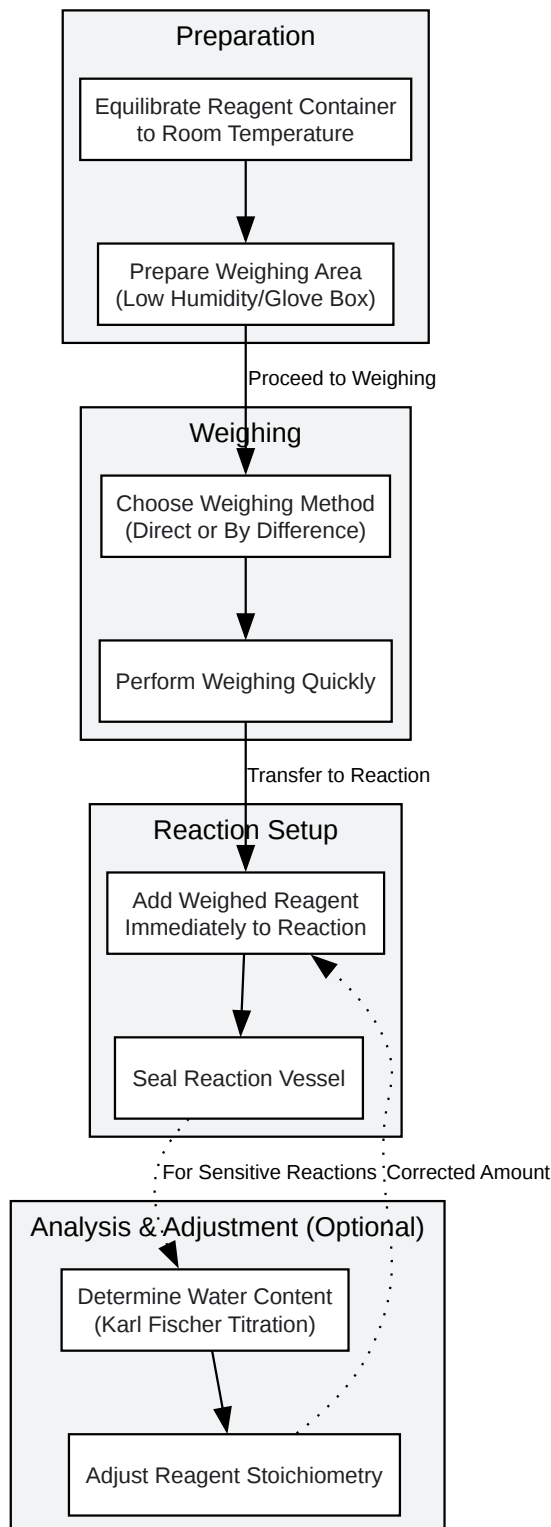 Preparation
Equilibrate Reagent Container
to Room Temperature
Prepare Weighing Area
(Low Humidity/Glove Box)
Proceed to Weighing
Weighing
Choose Weighing Method
(Direct or By Difference)
Perform Weighing Quickly
Transfer to Reaction
Reaction Setup
Add Weighed Reagent
Immediately to Reaction
Seal Reaction Vessel
For Sensitive Reactions
Corrected Amount
Analysis & Adjustment (Optional)
Determine Water Content
(Karl Fischer Titration)
Adjust Reagent Stoichiometry